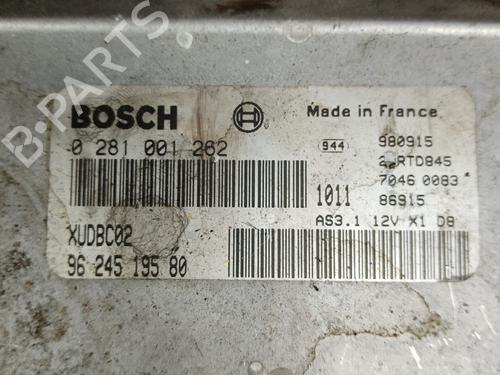 B-PARTS
BOSCH
Made in France
0 281 001 262
944
980915
2JRTD845
7046 0083
1011
86915
AS3.1 12V X1 D8
XUDBC02
96 245 195 80